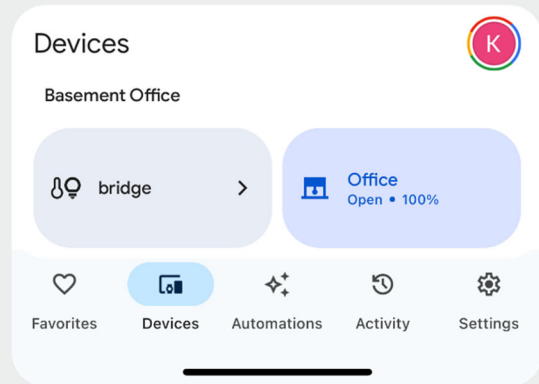 Devices
K
Basement Office
bridge
Office
Open • 100%
Favorites
Devices
Automations
Activity
Settings